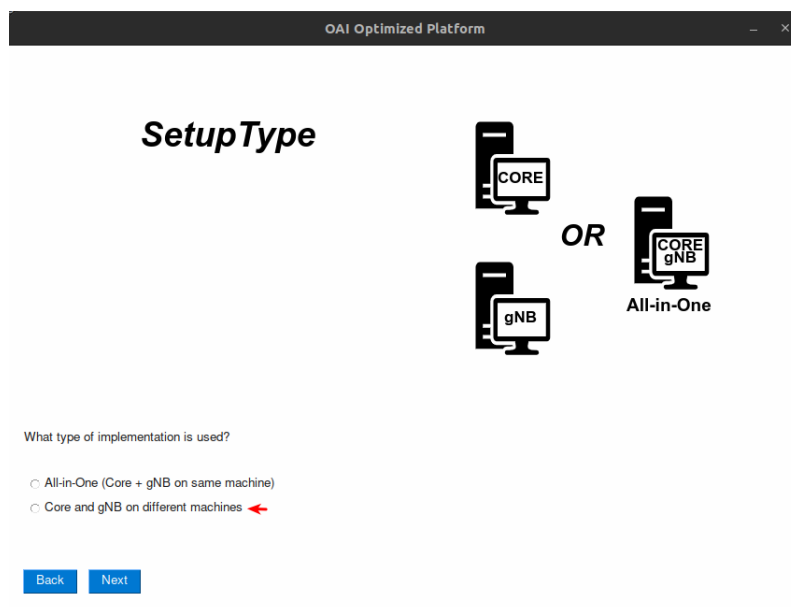 OAI Optimized Platform
SetupType
CORE
OR
CORE
gNB
gNB
All-in-One
What type of implementation is used?
All-in-One (Core + gNB on same machine)
Core and gNB on different machines
Back Next